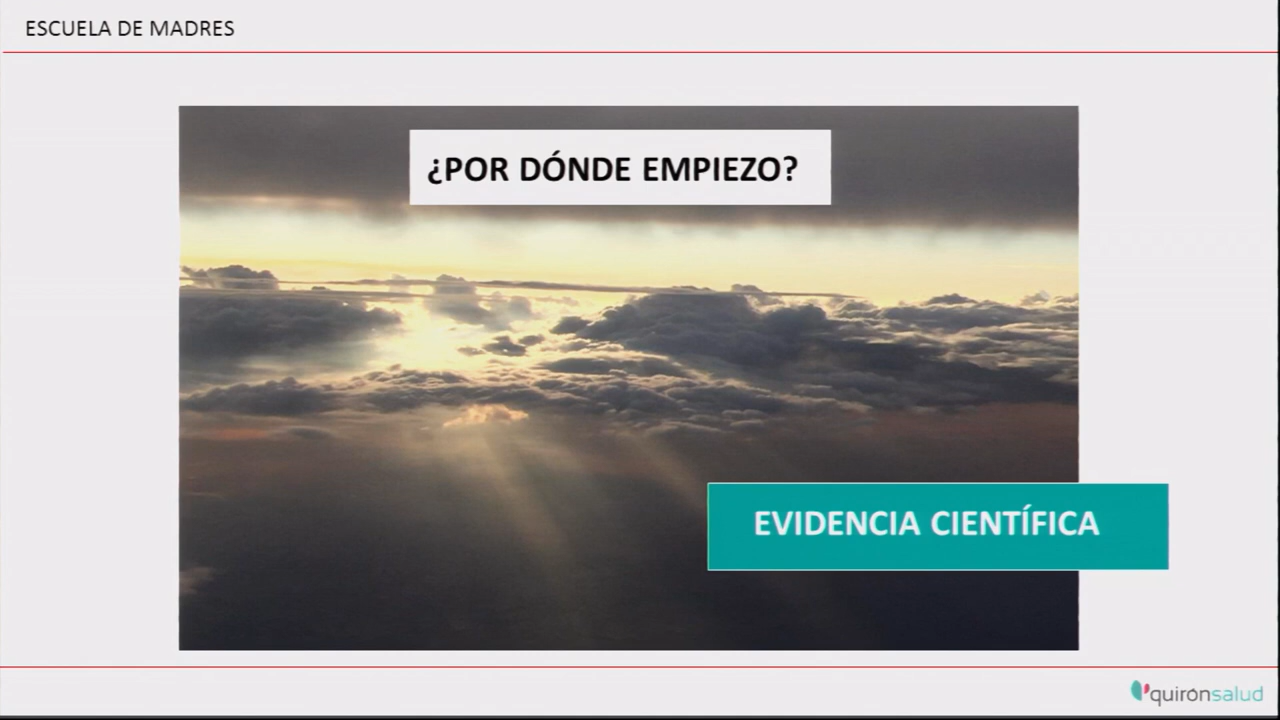 ESCUELA DE MADRES
¿POR DÓNDE EMPIEZO?
EVIDENCIA CIENTÍFICA
quirónsalud